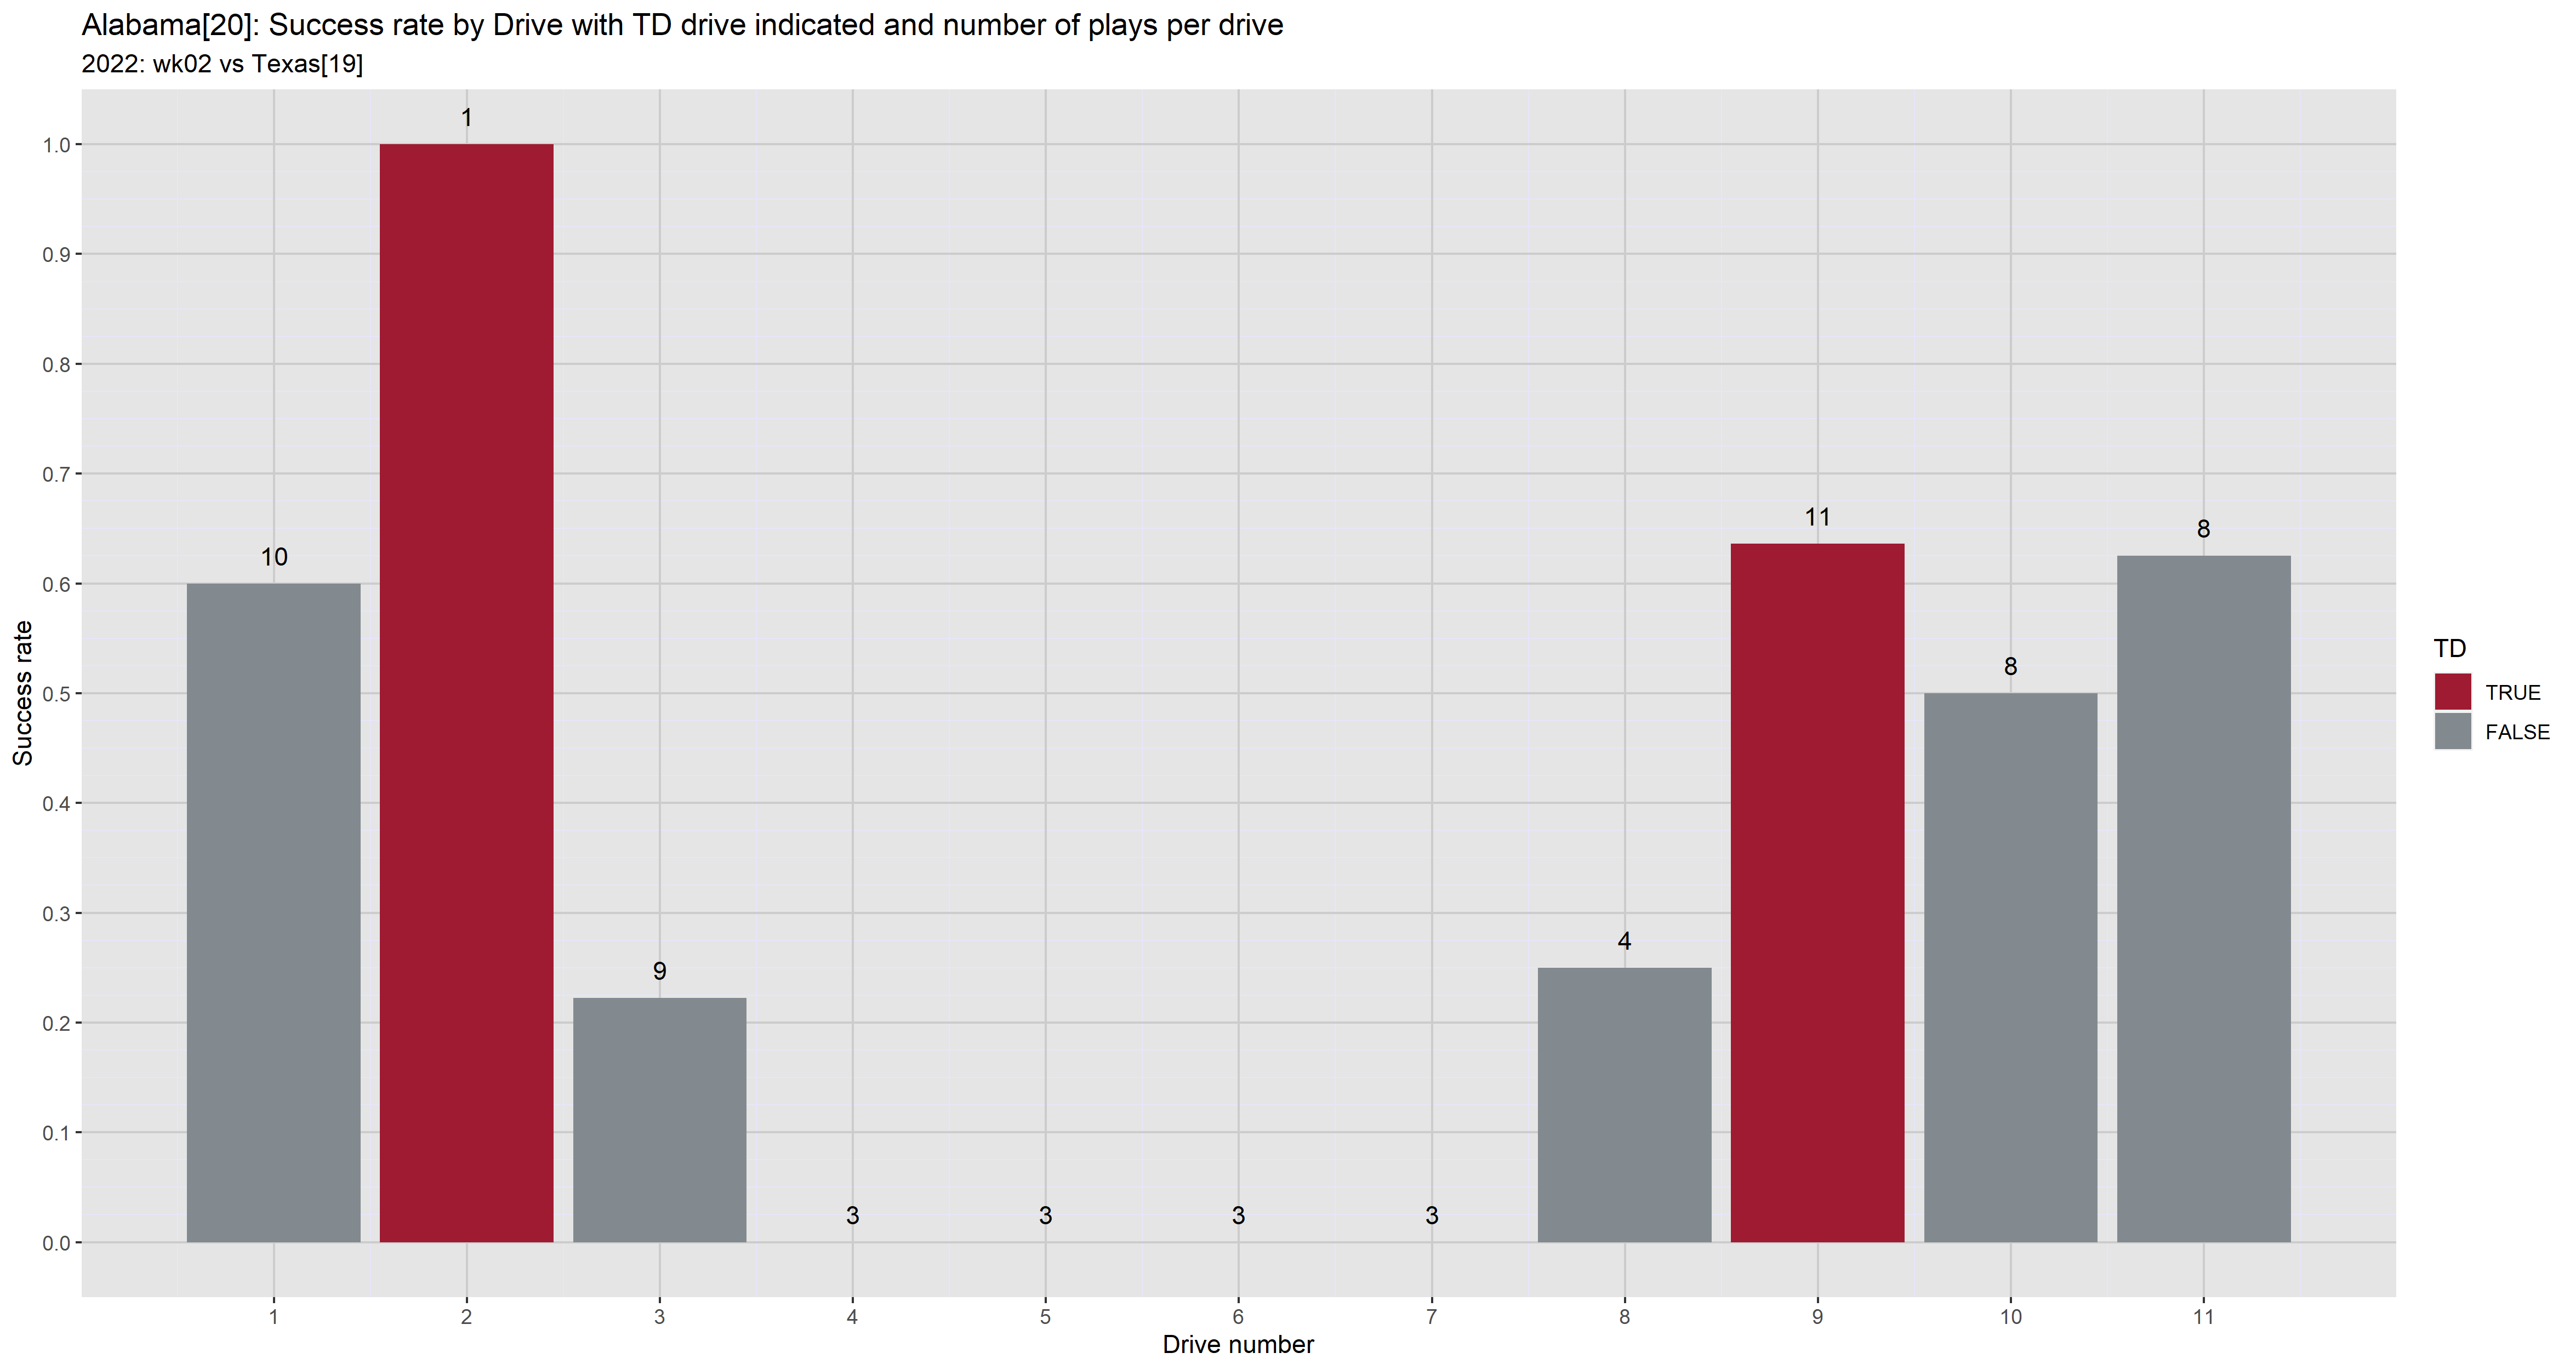 Alabama[20]: Success rate by Drive with TD drive indicated and number of plays per drive
2022: wk02 vs Texas[19]
Success rate
1.0
0.9
0.8
0.7
0.6
0.5
0.4
0.3
0.2
0.1
0.0
10
1
9
3
3
3
3
4
11
8
8
1 2 3 4 5 6 7 8 9 10 11
Drive number
TD
TRUE
FALSE